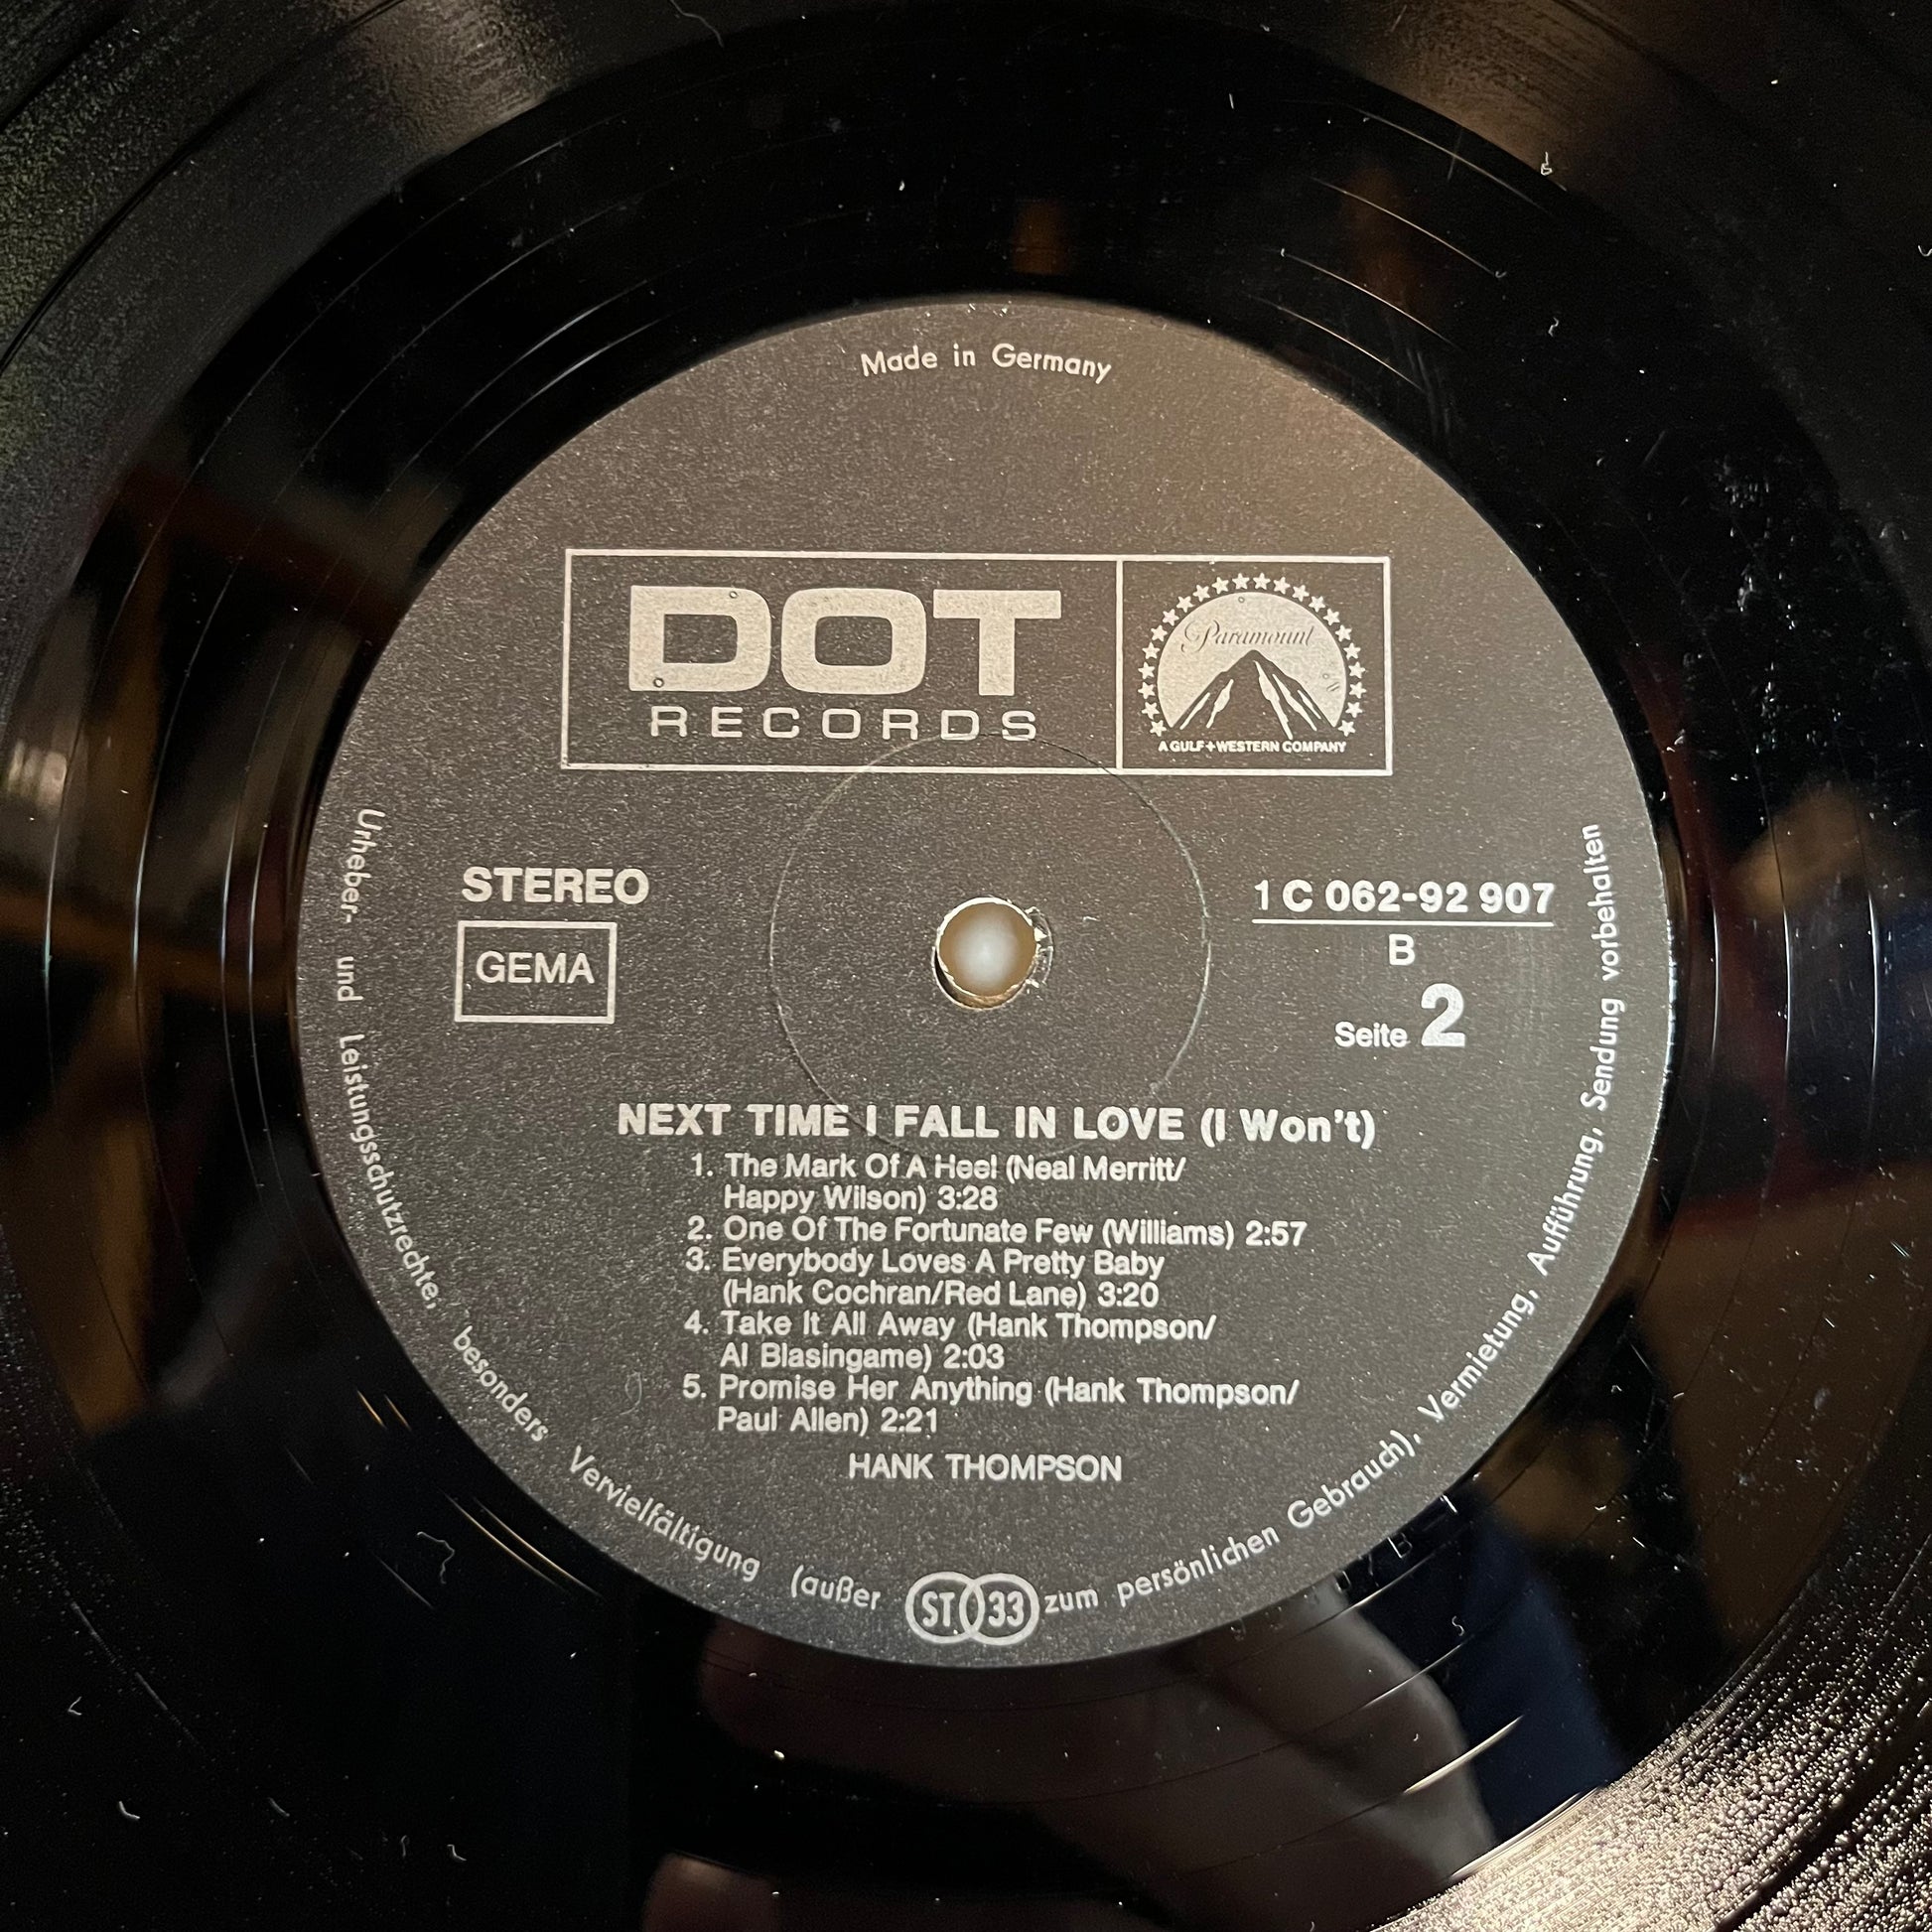 Made in Germany
DOT
RECORDS
Paramount
A GULF+WESTERN COMPANY
STEREO
GEMA
1 C 062-92 907
B
Seite 2
NEXT TIME I FALL IN LOVE (I Won't)
1. The Mark Of A Heel (Neal Merritt/
Happy Wilson) 3:28
2. One Of The Fortunate Few (Williams) 2:57
3. Everybody Loves A Pretty Baby
(Hank Cochran/Red Lane) 3:20
4. Take It All Away (Hank Thompson/
Al Blasingame) 2:03
5. Promise Her Anything (Hank Thompson/
Paul Allen) 2:21
HANK THOMPSON
Urheber- und Leistungsschutzrechte, besonders Vervielfältigung (außer zum persönlichen Gebrauch), Vermietung, Aufführung, Sendung vorbehalten
ST 33